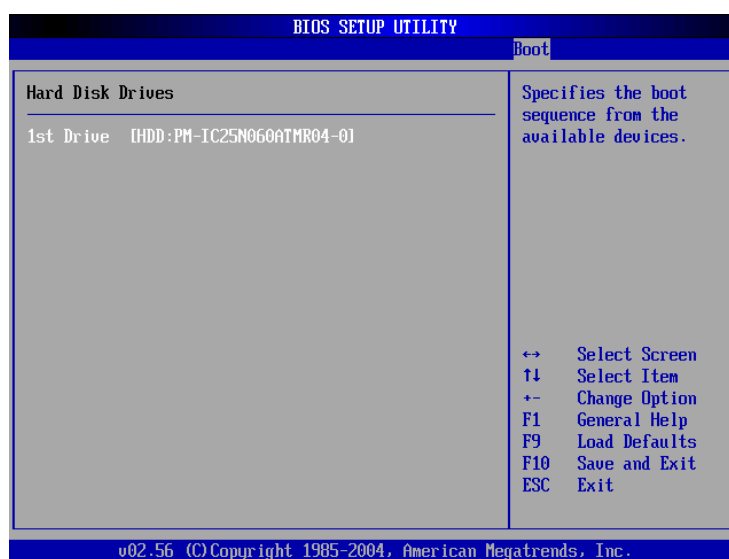 BIOS SETUP UTILITY
Boot
Hard Disk Drives
1st Drive [HDD:PM-IC25N060ATMR04-0]
Specifies the boot
sequence from the
available devices.
↔ Select Screen
↑↓ Select Item
+- Change Option
F1 General Help
F9 Load Defaults
F10 Save and Exit
ESC Exit
v02.56 (C)Copyright 1985-2004, American Megatrends, Inc.